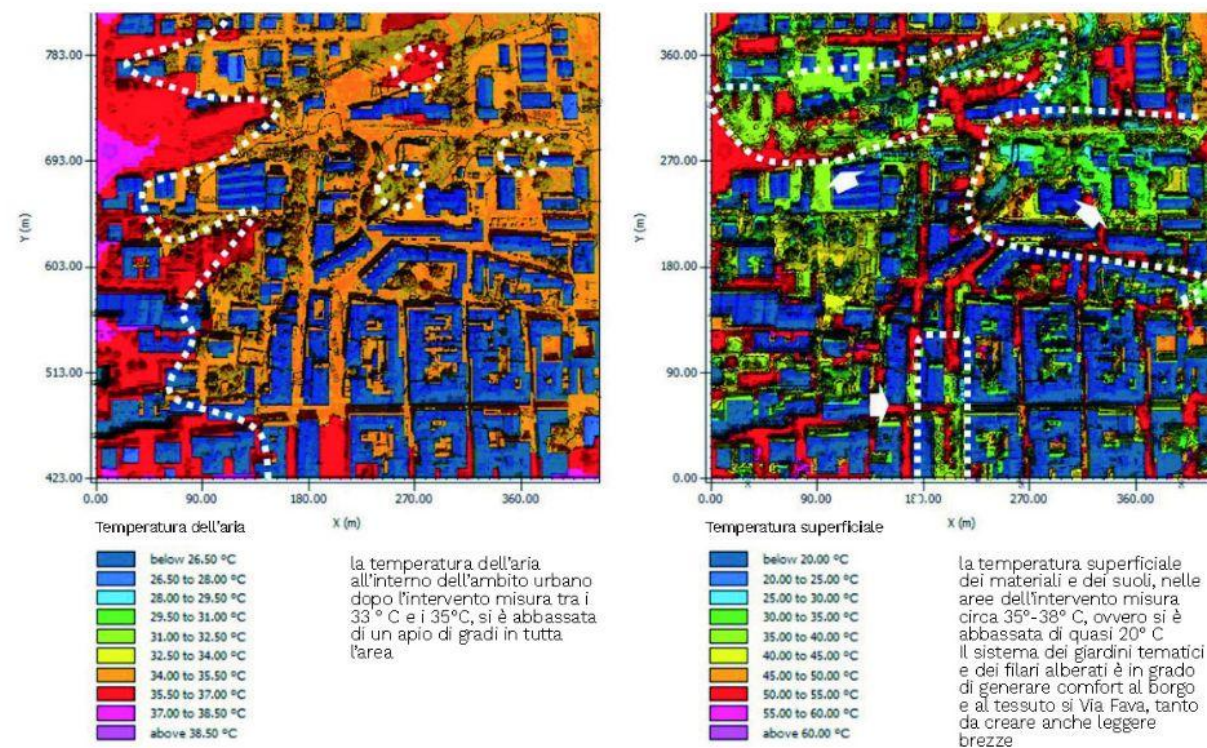 783.00
693.00
603.00
513.00
423.00
Y (m)
0.00 90.00 180.00 270.00 360.00
X (m)
Temperatura dell'aria
below 26.50 °C
26.50 to 28.00 °C
28.00 to 29.50 °C
29.50 to 31.00 °C
31.00 to 32.50 °C
32.50 to 34.00 °C
34.00 to 35.50 °C
35.50 to 37.00 °C
37.00 to 38.50 °C
above 38.50 °C
la temperatura dell'aria
all'interno dell'ambito urbano
dopo l'intervento misura tra i
33 ° C e i 35°C, si è abbassata
di un apio di gradi in tutta
l'area
360.00
270.00
180.00
90.00
0.00
Y (m)
0.00 90.00 180.00 270.00 360.00
X (m)
Temperatura superficiale
below 20.00 °C
20.00 to 25.00 °C
25.00 to 30.00 °C
30.00 to 35.00 °C
35.00 to 40.00 °C
40.00 to 45.00 °C
45.00 to 50.00 °C
50.00 to 55.00 °C
55.00 to 60.00 °C
above 60.00 °C
la temperatura superficiale
dei materiali e dei suoli, nelle
aree dell'intervento misura
circa 35°-38° C, ovvero si è
abbassata di quasi 20° C
Il sistema dei giardini tematici
e dei filari alberati è in grado
di generare comfort al borgo
e al tessuto si Via Fava, tanto
da creare anche leggere
brezze